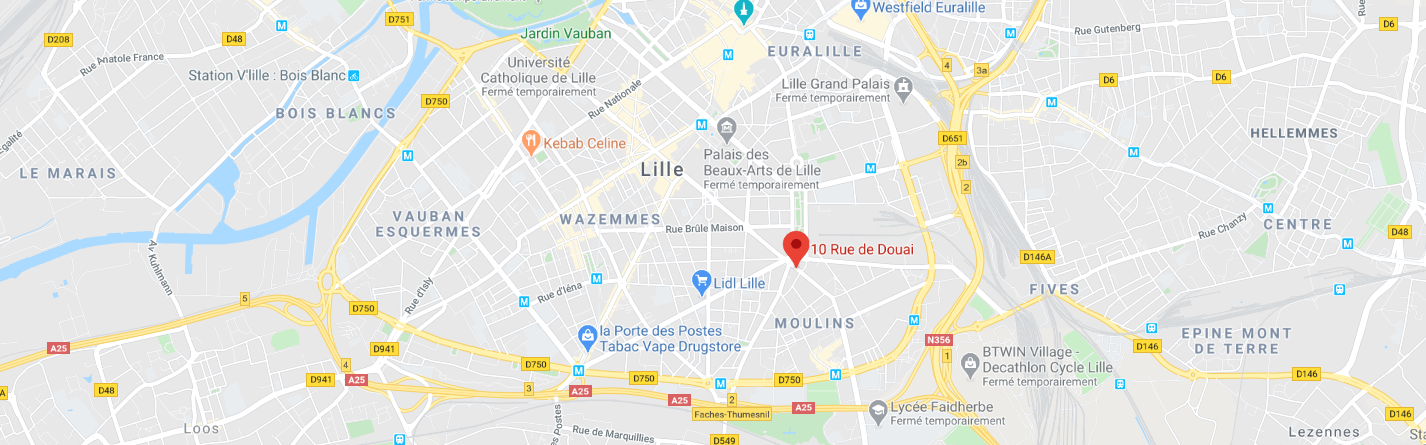 D751
Westfield Euralille
D208
D48
Jardin Vauban
Rue Gutenberg
D6
EURALILLE
Rue Anatole France
Université
Catholique de Lille
Fermé temporairement
Station V'lille : Bois Blanc
4
3a
D6
Lille Grand Palais
Fermé temporairement
D750
Rue Nationale
BOIS BLANCS
M
Egalité
Kebab Celine
D651
HELLEMMES
Palais des
Beaux-Arts de Lille
Fermé temporairement
2b
Lille
LE MARAIS
2
VAUBAN
ESQUERMES
WAZEMMES
Rue Brûle Maison
Rue Chanzy
CENTRE
D48
Av Kuhlmann
10 Rue de Douai
D146A
Lidl Lille
Rue d'Isly
Rue d'Iéna
FIVES
5
D750
MOULINS
la Porte des Postes
Tabac Vape Drugstore
N356
EPINE MONT
DE TERRE
D146
A25
D941
4
D750
1
BTWIN Village -
Decathlon Cycle Lille
Fermé temporairement
D146
D941
A25
D750
D750
D48
3
A25
2
A25
A25
Faches-Thumesnil
Lycée Faidherbe
Fermé temporairement
D146
Loos
des Postes
Rue de Marquillies
D549
Lezennes